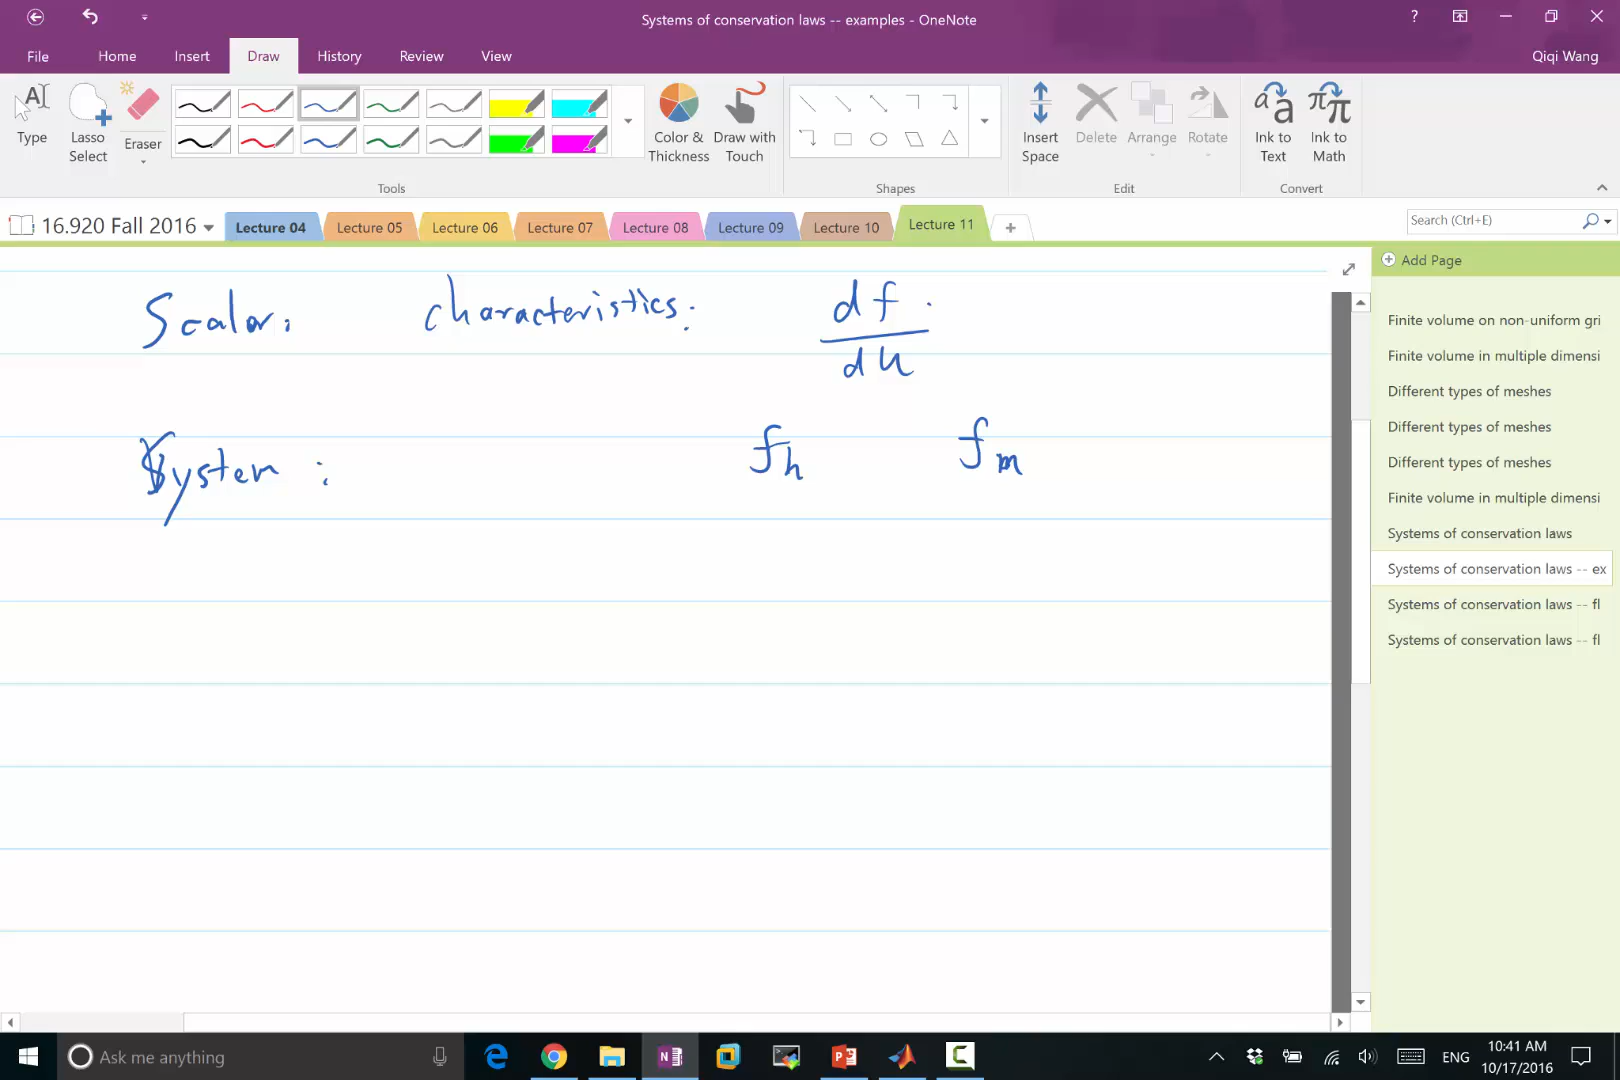 Systems of conservation laws -- examples - OneNote
?
File Home Insert Draw History Review View Qiqi Wang
Type
Lasso Select
Eraser
Color & Thickness
Draw with Touch
Insert Space
Delete
Arrange
Rotate
Ink to Text
Ink to Math
Tools Shapes Edit Convert
16.920 Fall 2016 Lecture 04 Lecture 05 Lecture 06 Lecture 07 Lecture 08 Lecture 09 Lecture 10 Lecture 11 + Search (Ctrl+E)
Add Page
Finite volume on non-uniform gri
Finite volume in multiple dimensi
Different types of meshes
Different types of meshes
Different types of meshes
Finite volume in multiple dimensi
Systems of conservation laws
Systems of conservation laws -- ex
Systems of conservation laws -- fl
Systems of conservation laws -- fl
Scalar: characteristics: df
du
System: f_h f_m
Ask me anything
ENG
10:41 AM
10/17/2016